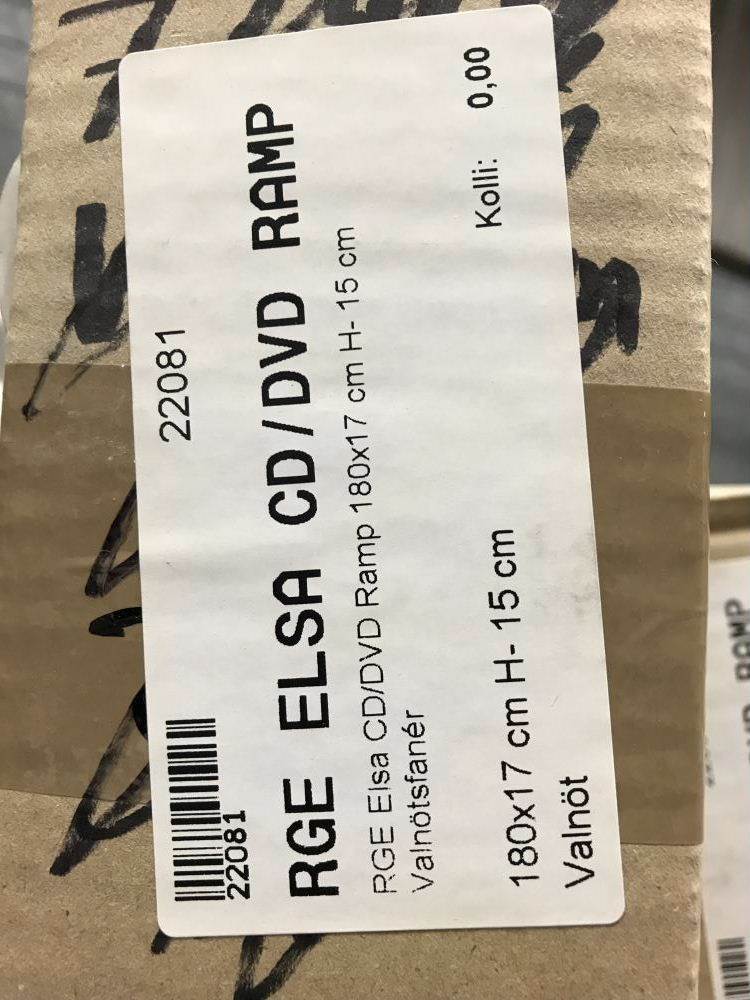 22081
22081
RGE ELSA CD/DVD RAMP
RGE Elsa CD/DVD Ramp 180x17 cm H- 15 cm
Valnötsfanér
Kolli: 0,00
180x17 cm H- 15 cm
Valnöt
RAMP